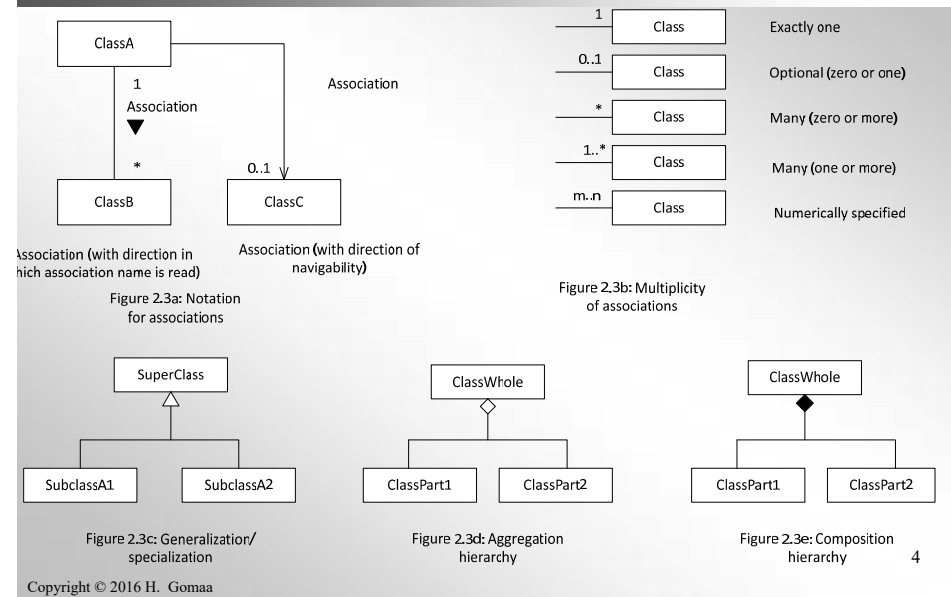 ClassA
1
Association
*
ClassB
Association
0..1
ClassC
Association (with direction in
hich association name is read)
Association (with direction of
navigability)
Figure 2.3a: Notation
for associations
1
Class
Exactly one
0..1
Class
Optional (zero or one)
*
Class
Many (zero or more)
1..*
Class
Many (one or more)
m..n
Class
Numerically specified
Figure 2.3b: Multiplicity
of associations
SuperClass
SubclassA1
SubclassA2
Figure 2.3c: Generalization/
specialization
ClassWhole
ClassPart1
ClassPart2
Figure 2.3d: Aggregation
hierarchy
ClassWhole
ClassPart1
ClassPart2
Figure 2.3e: Composition
hierarchy
4
Copyright © 2016 H. Gomaa